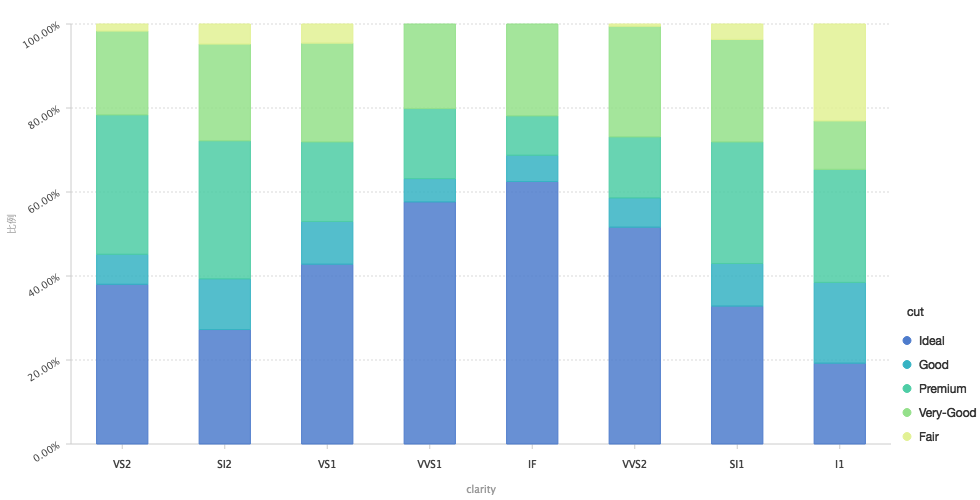 100.00%
80.00%
60.00%
40.00%
20.00%
0.00%
比例
VS2 SI2 VS1 VVS1 IF VVS2 SI1 I1
clarity
cut
Ideal
Good
Premium
Very-Good
Fair